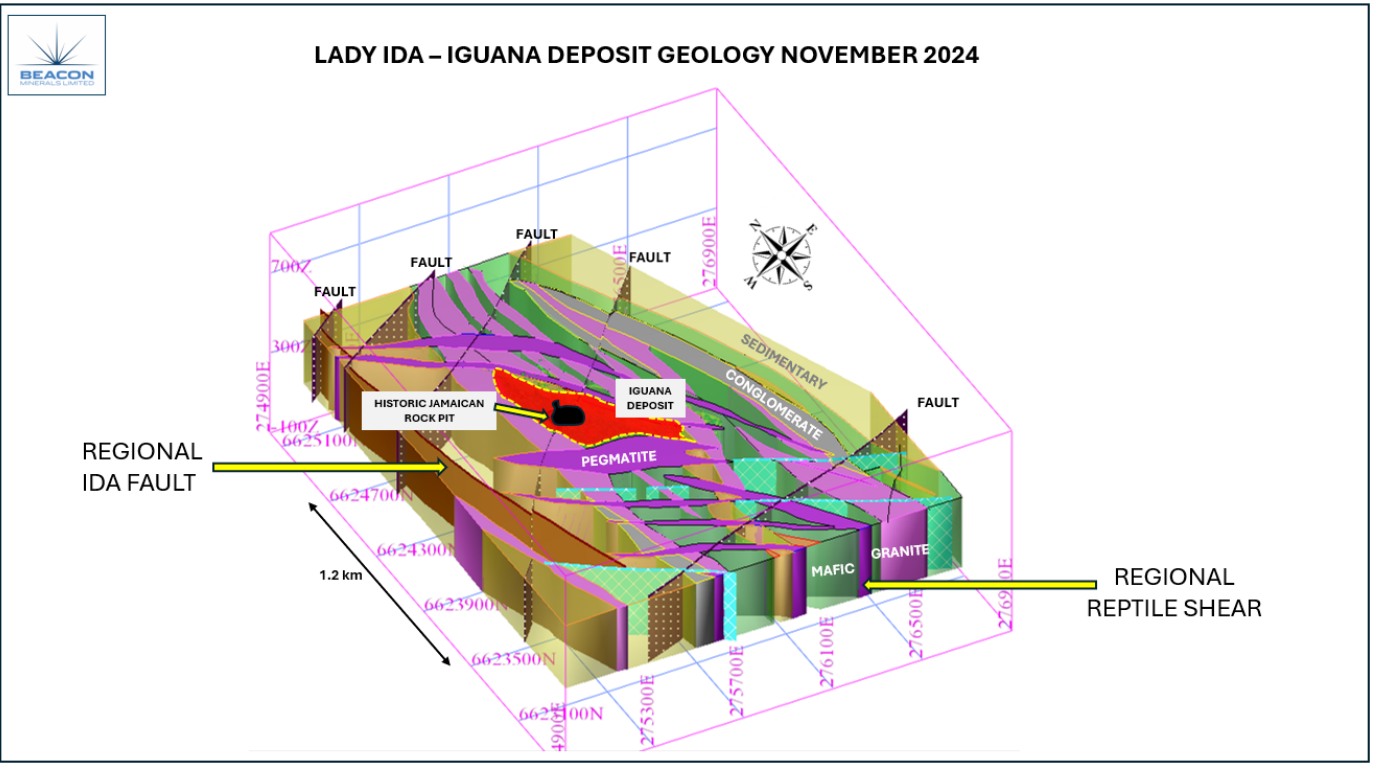 BEACON
MINERALS LIMITED
LADY IDA – IGUANA DEPOSIT GEOLOGY NOVEMBER 2024
FAULT
FAULT
FAULT
FAULT
FAULT
N
E
S
W
276900E
700Z
300Z
-100Z
274900E
SEDIMENTARY
CONGLOMERATE
IGUANA
DEPOSIT
HISTORIC JAMAICAN
ROCK PIT
PEGMATITE
REGIONAL
IDA FAULT
1.2 km
6624700N
6624300N
6623900N
6623500N
MAFIC
GRANITE
REGIONAL
REPTILE SHEAR
275300E
275700E
276100E
276500E